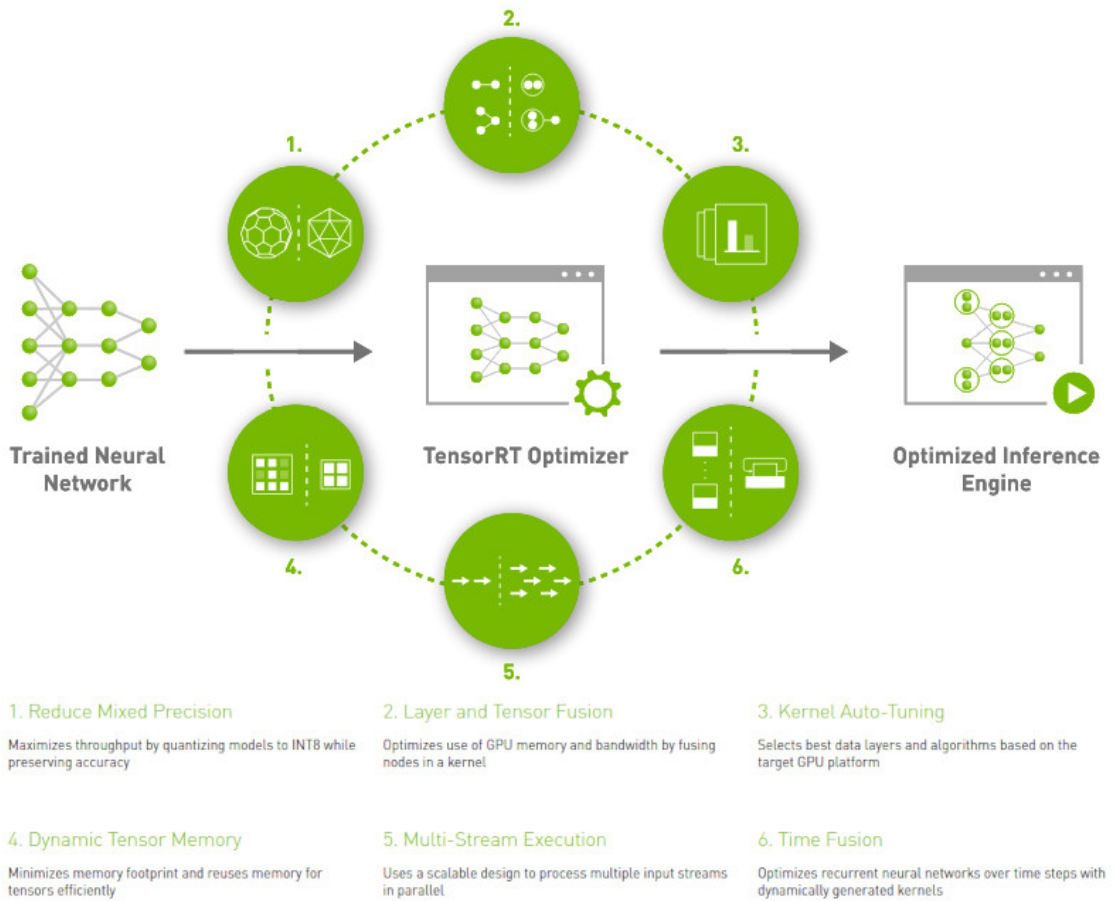 2.
1.
3.
Trained Neural
Network
TensorRT Optimizer
Optimized Inference
Engine
4.
6.
5.
1. Reduce Mixed Precision
Maximizes throughput by quantizing models to INT8 while
preserving accuracy
2. Layer and Tensor Fusion
Optimizes use of GPU memory and bandwidth by fusing
nodes in a kernel
3. Kernel Auto-Tuning
Selects best data layers and algorithms based on the
target GPU platform
4. Dynamic Tensor Memory
Minimizes memory footprint and reuses memory for
tensors efficiently
5. Multi-Stream Execution
Uses a scalable design to process multiple input streams
in parallel
6. Time Fusion
Optimizes recurrent neural networks over time steps with
dynamically generated kernels